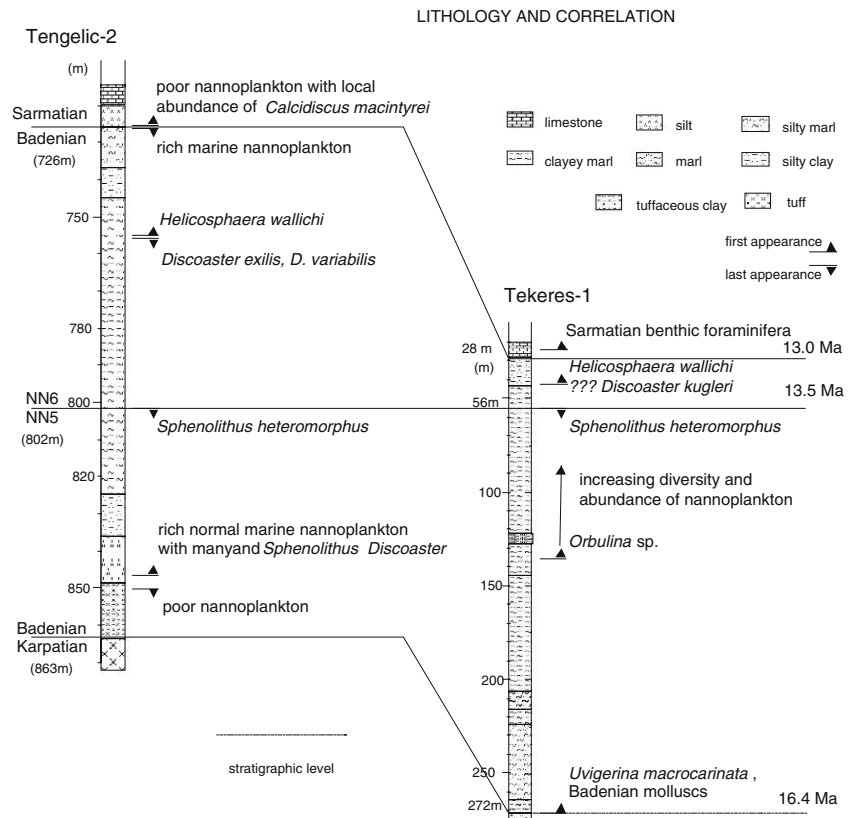 LITHOLOGY AND CORRELATION
Tengelic-2
(m)
poor nannoplankton with local
abundance of Calcidiscus macintyrei
Sarmatian
Badenian
(726m)
rich marine nannoplankton
750
Helicosphaera wallichi
Discoaster exilis, D. variabilis
780
NN6
800
NN5
(802m)
Sphenolithus heteromorphus
820
rich normal marine nannoplankton
with manyand Sphenolithus Discoaster
850
poor nannoplankton
Badenian
Karpatian
(863m)
stratigraphic level
limestone
silt
silty marl
clayey marl
marl
silty clay
tuffaceous clay
tuff
first appearance
last appearance
Tekeres-1
28 m
(m)
Sarmatian benthic foraminifera
13.0 Ma
Helicosphaera wallichi
??? Discoaster kugleri
13.5 Ma
56m
Sphenolithus heteromorphus
increasing diversity and
abundance of nannoplankton
100
Orbulina sp.
150
200
250
Uvigerina macrocarinata ,
Badenian molluscs
272m
16.4 Ma